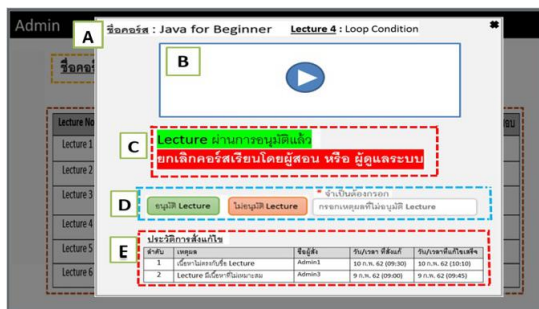 Admin
A
ชื่อคอร์ส : Java for Beginner Lecture 4 : Loop Condition
B
ชื่อคอร์
C
Lecture ผ่านการอนุมัติแล้ว
ยกเลิกคอร์สเรียนโดยผู้สอน หรือ ผู้ดูแลระบบ
Lecture No
Lecture 1
Lecture 2
Lecture 3
Lecture 4
Lecture 5
Lecture 6
D
* จำเป็นต้องกรอก
อนุมัติ Lecture ไม่อนุมัติ Lecture กรอกเหตุผลที่ไม่อนุมัติ Lecture
E
ประวัติการสั่งแก้ไข
ลำดับ เหตุผล ชื่อผู้สั่ง วัน/เวลา ที่สั่งแก้ วัน/เวลาที่แก้ไขเสร็จ
1 เนื้อหาไม่ตรงกับชื่อ Lecture Admin1 10 ก.พ. 62 (09:30) 10 ก.พ. 62 (10:10)
2 Lecture มีเนื้อหาที่ไม่เหมาะสม Admin3 9 ก.พ. 62 (09:00) 9 ก.พ. 62 (09:45)